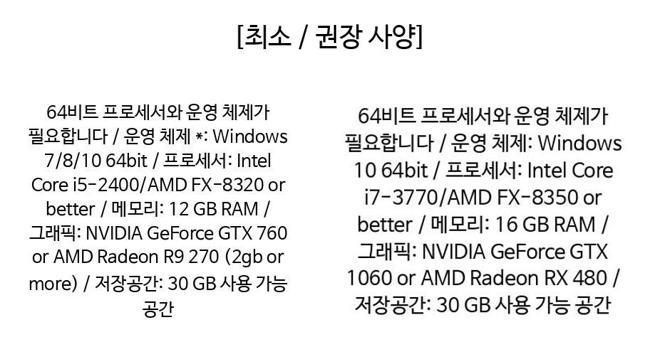 [최소 / 권장 사양]
64비트 프로세서와 운영 체제가
필요합니다 / 운영 체제 *: Windows
7/8/10 64bit / 프로세서: Intel
Core i5-2400/AMD FX-8320 or
better / 메모리: 12 GB RAM /
그래픽: NVIDIA GeForce GTX 760
or AMD Radeon R9 270 (2gb or
more) / 저장공간: 30 GB 사용 가능
공간
64비트 프로세서와 운영 체제가
필요합니다 / 운영 체제: Windows
10 64bit / 프로세서: Intel Core
i7-3770/AMD FX-8350 or
better / 메모리: 16 GB RAM /
그래픽: NVIDIA GeForce GTX
1060 or AMD Radeon RX 480 /
저장공간: 30 GB 사용 가능 공간